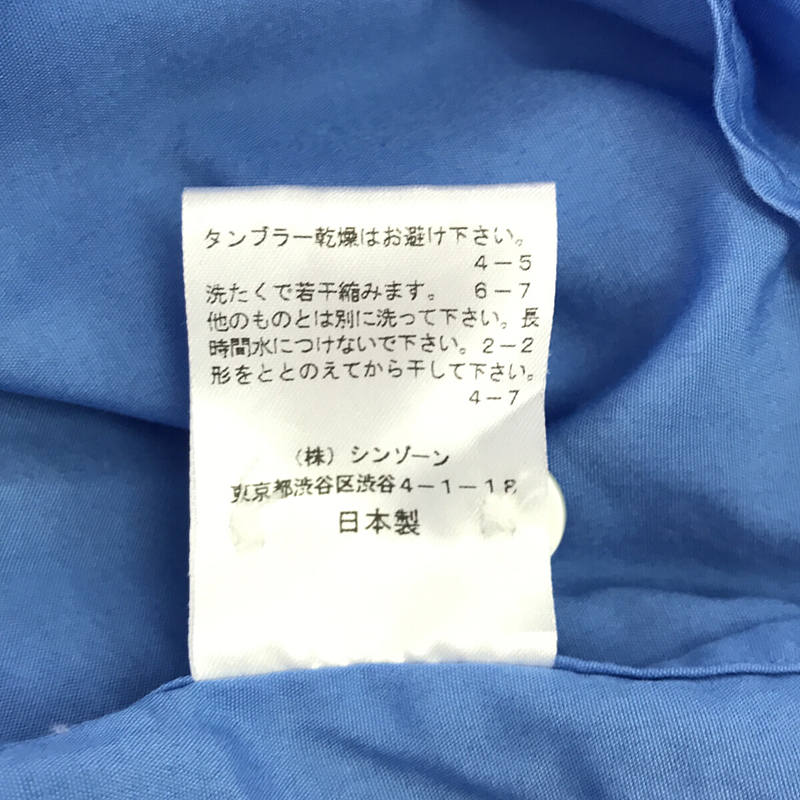 タンブラー乾燥はお避け下さい。
4－5
洗たくで若干縮みます。 6－7
他のものとは別に洗って下さい。長
時間水につけないで下さい。2－2
形をととのえてから干して下さい。
4－7
（株）シンゾーン
東京都渋谷区渋谷4－1－18
日本製